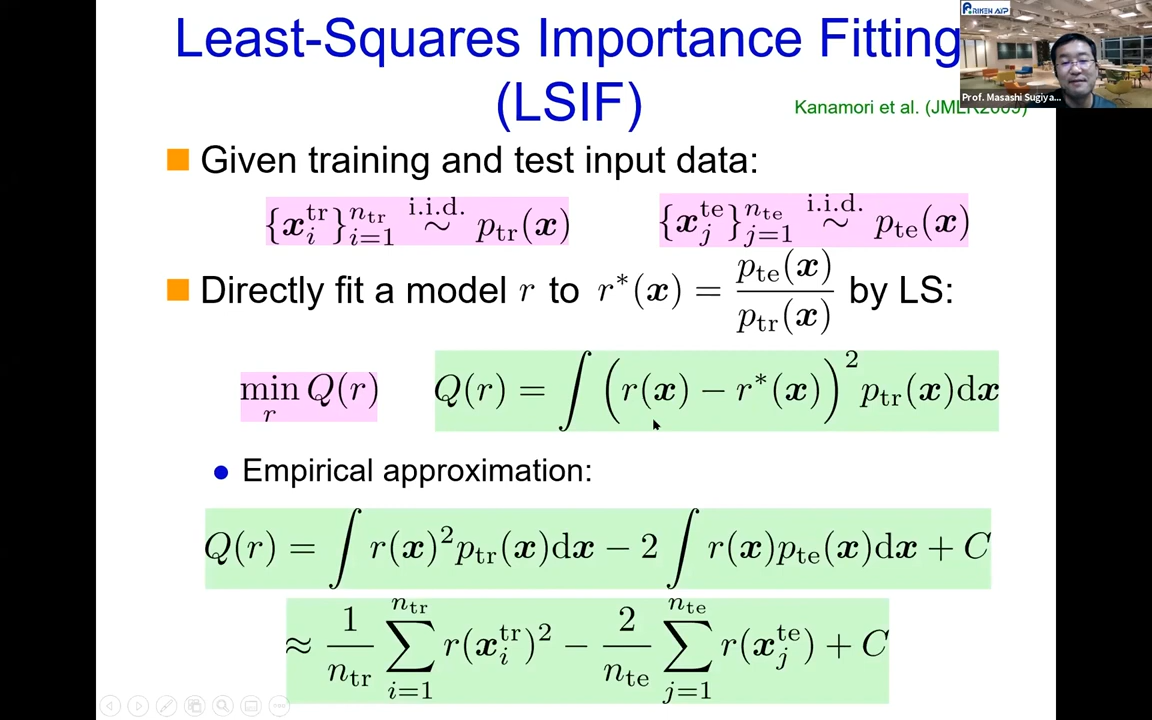 Least-Squares Importance Fitting
(LSIF)
RIKEN AIP
Prof. Masashi Sugiya...
Kanamori et al. (JMLR2009)
Given training and test input data:
{x_i^tr}_{i=1}^{n_tr} i.i.d. ∼ p_tr(x)    {x_j^te}_{j=1}^{n_te} i.i.d. ∼ p_te(x)
Directly fit a model r to r*(x) = p_te(x) / p_tr(x) by LS:
min_r Q(r)    Q(r) = ∫ (r(x) − r*(x))² p_tr(x)dx
Empirical approximation:
Q(r) = ∫ r(x)² p_tr(x)dx − 2 ∫ r(x)p_te(x)dx + C
≈ 1/n_tr ∑_{i=1}^{n_tr} r(x_i^tr)² − 2/n_te ∑_{j=1}^{n_te} r(x_j^te) + C